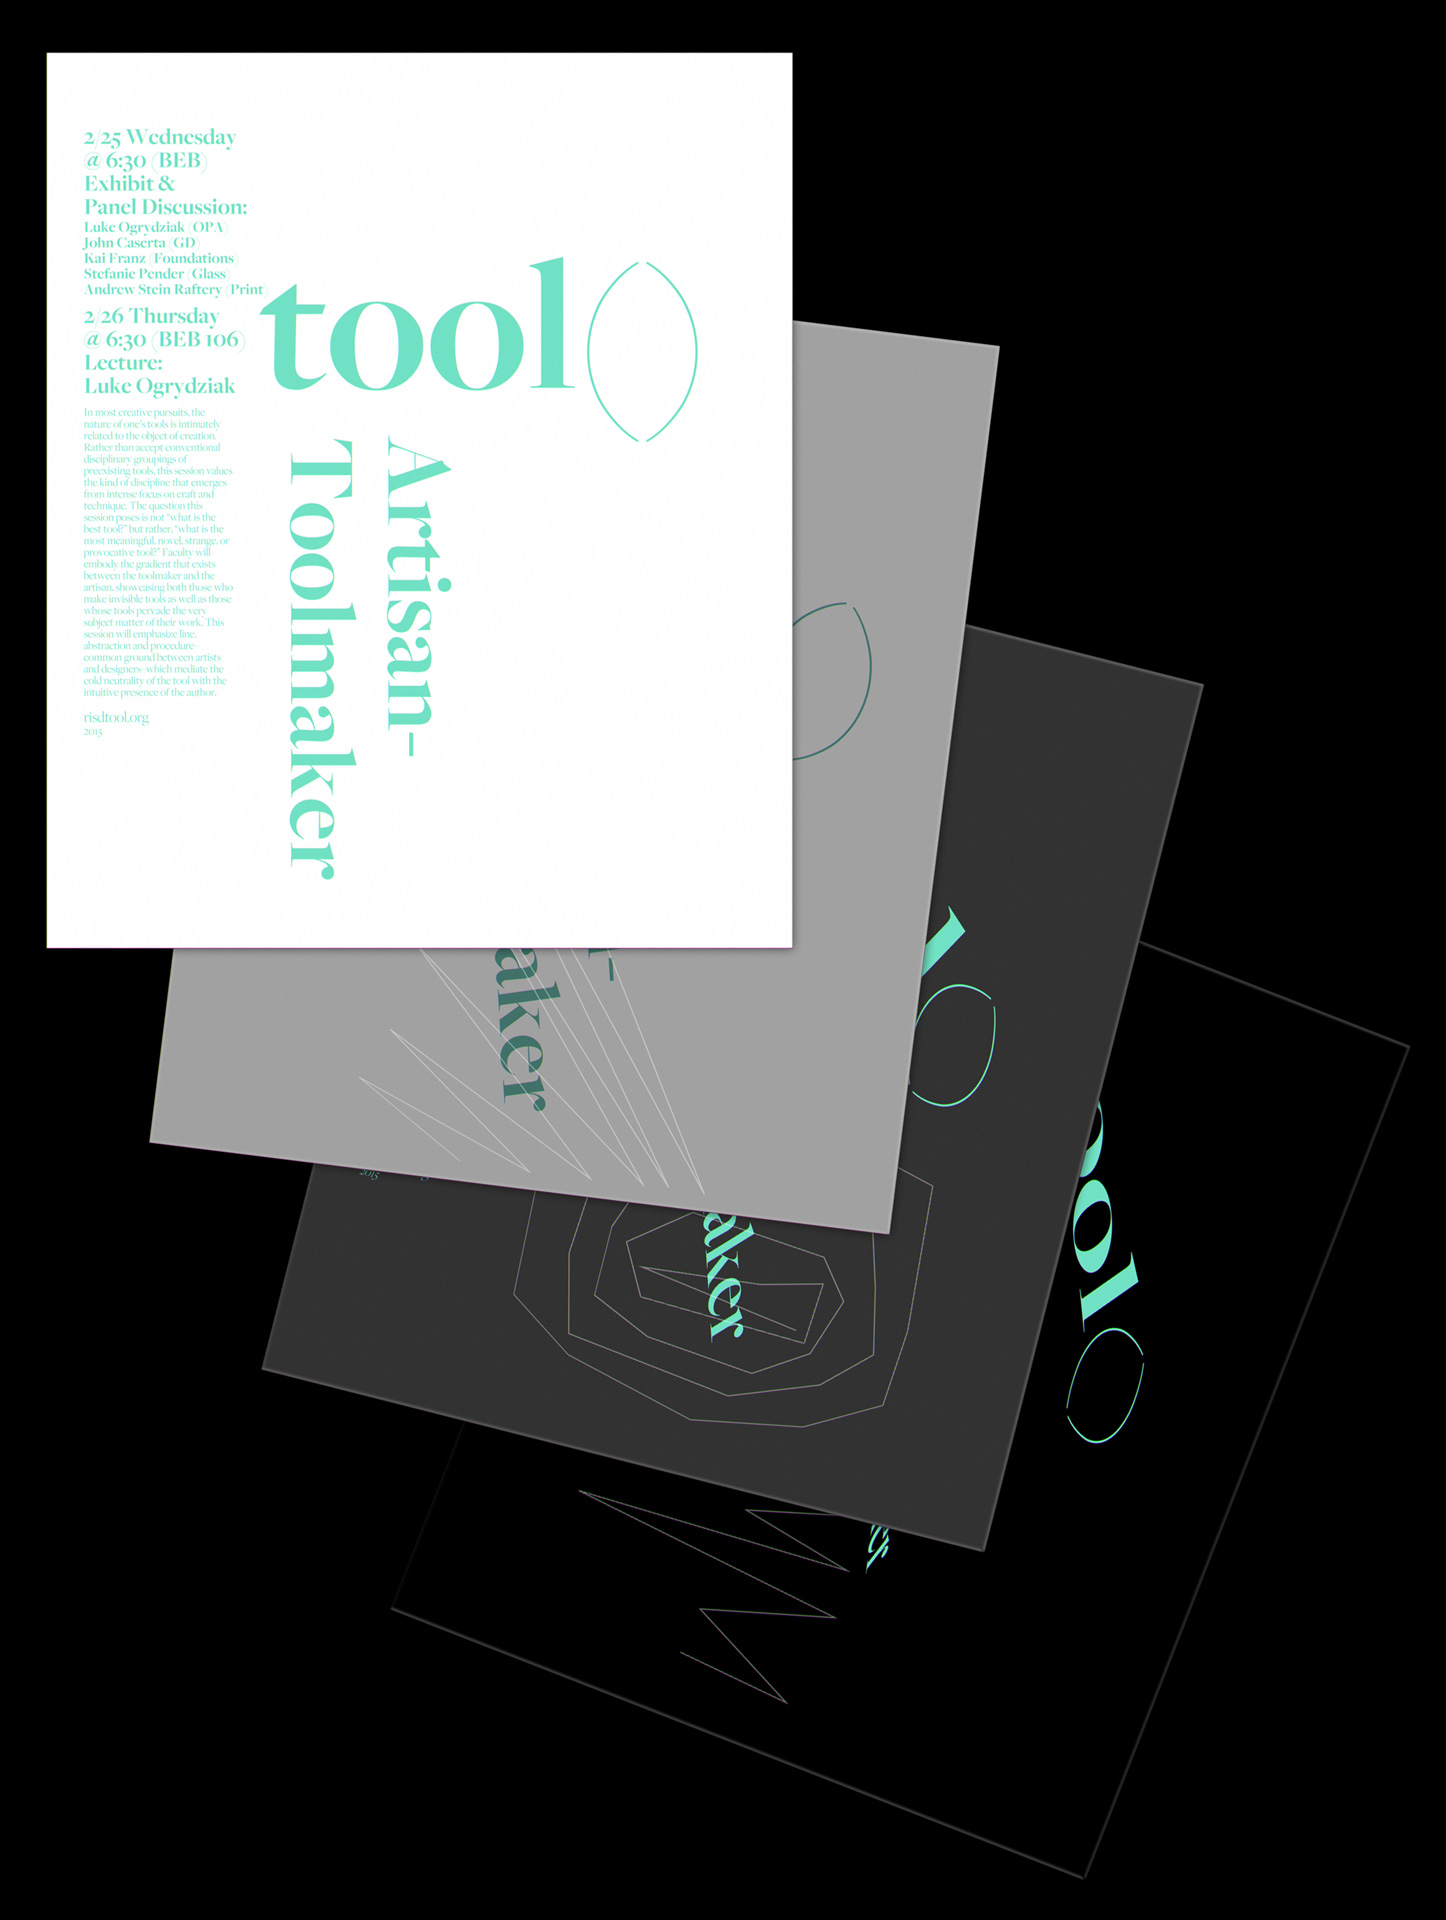 2/25 Wednesday
@ 6:30 (BEB)
Exhibit &
Panel Discussion:
Luke Ogrydziak (OPA)
John Caserta (GD)
Kai Franz (Foundations)
Stefanie Pender (Glass)
Andrew Stein Raftery (Print)
2/26 Thursday
@ 6:30 (BEB 106)
Lecture:
Luke Ogrydziak
In most creative pursuits, the
nature of one's tools is intimately
related to the object of creation.
Rather than accept conventional
disciplinary groupings of
preexisting tools, this session values
the kind of discipline that emerges
from intense focus on craft and
technique. The question this
session poses is not "what is the
best tool?" but rather, "what is the
most meaningful, novel, strange, or
provocative tool?" Faculty will
embody the gradient that exists
between the toolmaker and the
artisan, showcasing both those who
make invisible tools as well as those
whose tools pervade the very
subject matter of their work. This
session will emphasize line,
abstraction and procedure–
common ground between artists
and designers–which mediate the
cold neutrality of the tool with the
intuitive presence of the author.
risdtool.org
2015
tool()
Artisan-
Toolmaker
r-
aker
)
2015
aker
l()
ool()